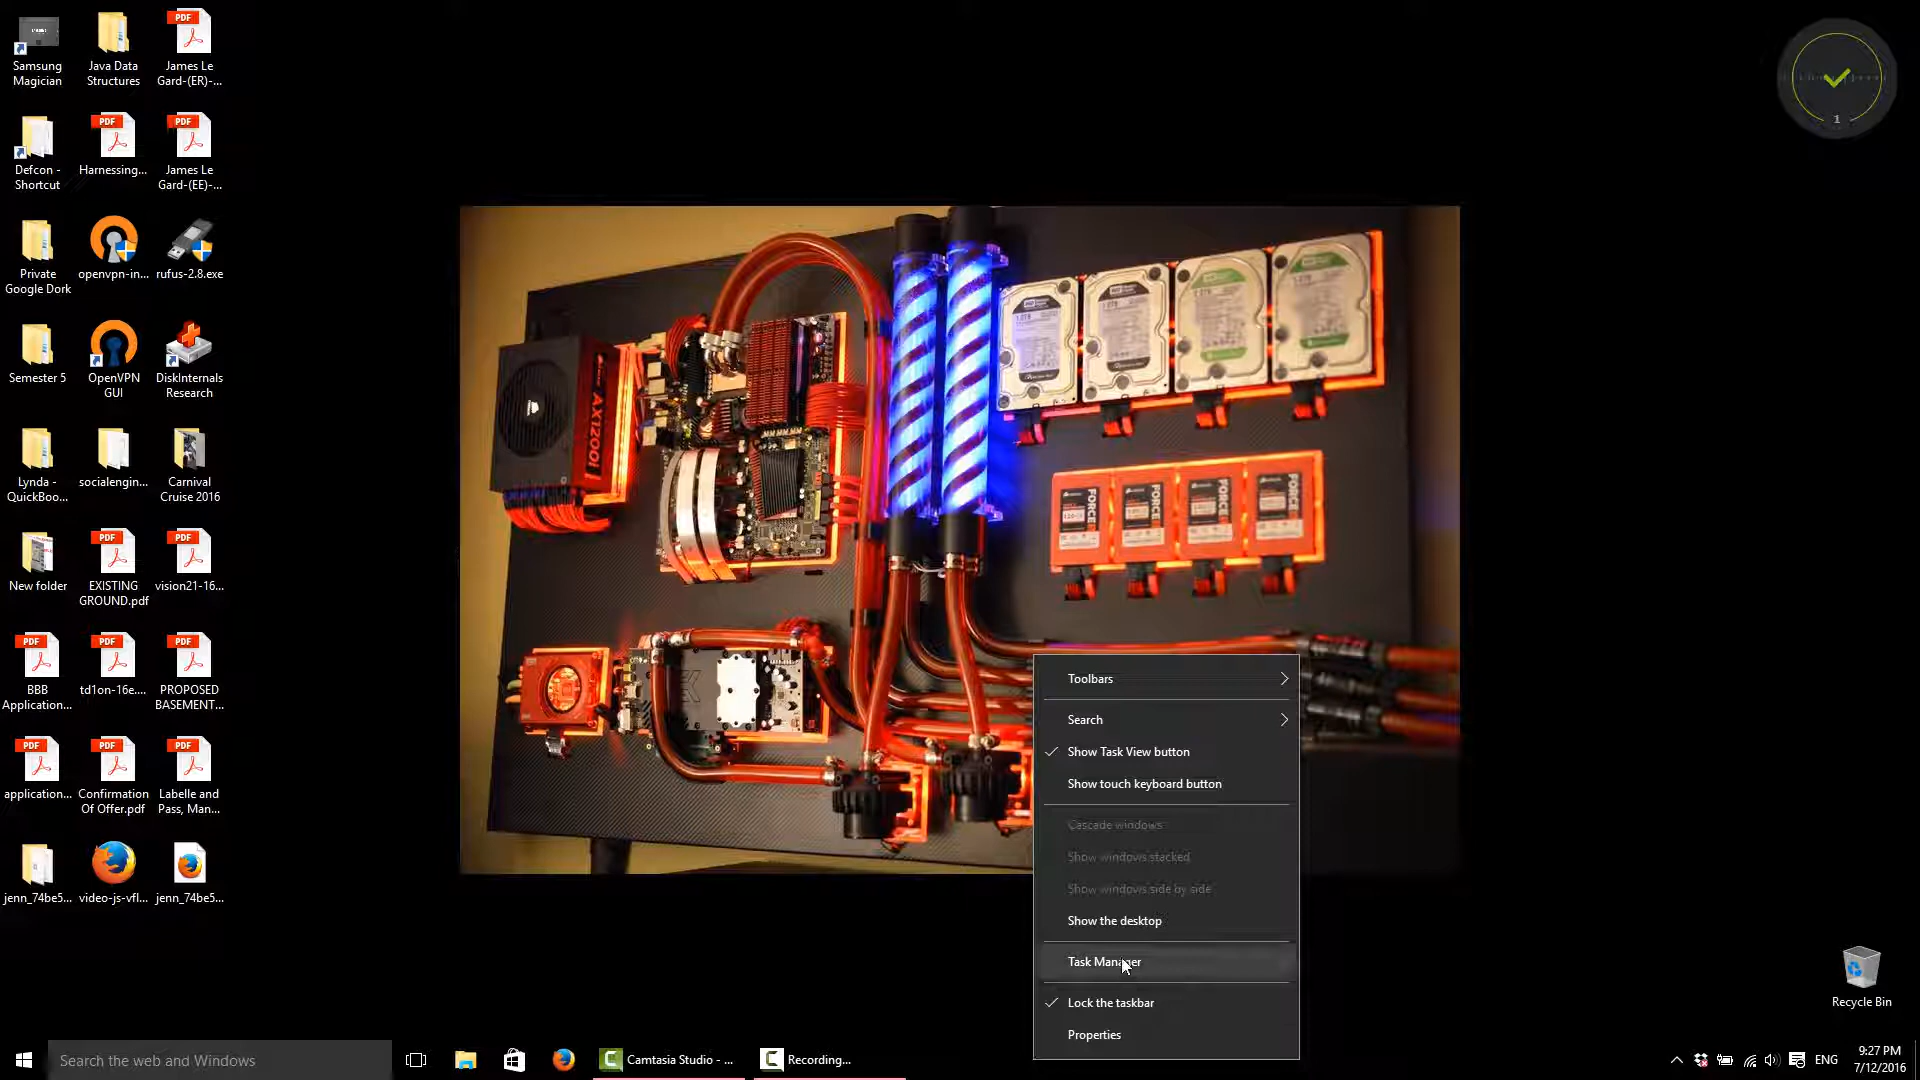 Samsung
Magician
Java Data
Structures
James Le
Gard-(ER)-...
Defcon -
Shortcut
Harnessing...
James Le
Gard-(EE)-...
Private
Google Dork
openvpn-in...
rufus-2.8.exe
Semester 5
OpenVPN
GUI
DiskInternals
Research
Lynda -
QuickBoo...
socialengin...
Carnival
Cruise 2016
New folder
EXISTING
GROUND.pdf
vision21-16...
BBB
Application...
td1on-16e....
PROPOSED
BASEMENT...
application...
Confirmation
Of Offer.pdf
Labelle and
Pass, Man...
jenn_74be5...
video-js-vfl...
jenn_74be5...
PDF
PDF
PDF
PDF
PDF
PDF
PDF
PDF
PDF
PDF
PDF
PDF
1
AX1200i
FORCE
FORCE
FORCE
FORCE
Toolbars
Search
Show Task View button
Show touch keyboard button
Cascade windows
Show windows stacked
Show windows side by side
Show the desktop
Task Manager
Lock the taskbar
Properties
Recycle Bin
Search the web and Windows
Camtasia Studio - ...
Recording...
ENG
9:27 PM
7/12/2016